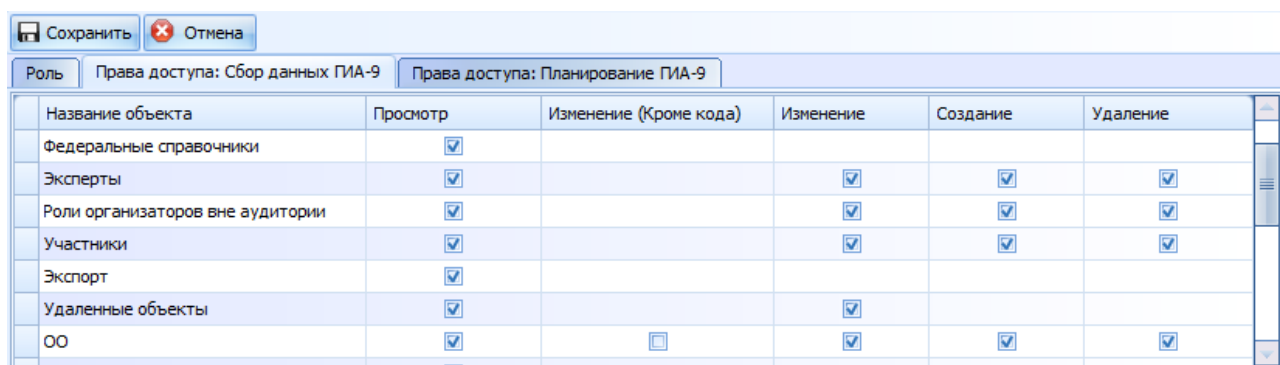 Сохранить Отмена
Роль Права доступа: Сбор данных ГИА-9 Права доступа: Планирование ГИА-9
Название объекта Просмотр Изменение (Кроме кода) Изменение Создание Удаление
Федеральные справочники
Эксперты
Роли организаторов вне аудитории
Участники
Экспорт
Удаленные объекты
ОО